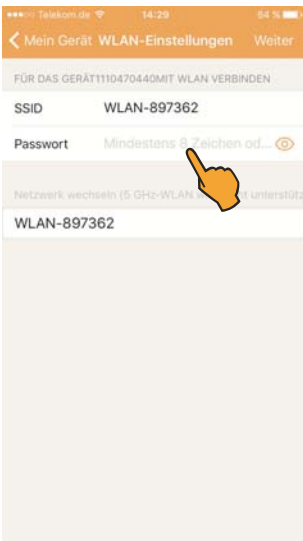 Telekom.de 14:29 54 %
Mein Gerät WLAN-Einstellungen Weiter
FÜR DAS GERÄT1110470440MIT WLAN VERBINDEN
SSID WLAN-897362
Passwort Mindestens 8 Zeichen od...
Netzwerk wechseln (5 GHz-WLAN unterstütz
WLAN-897362